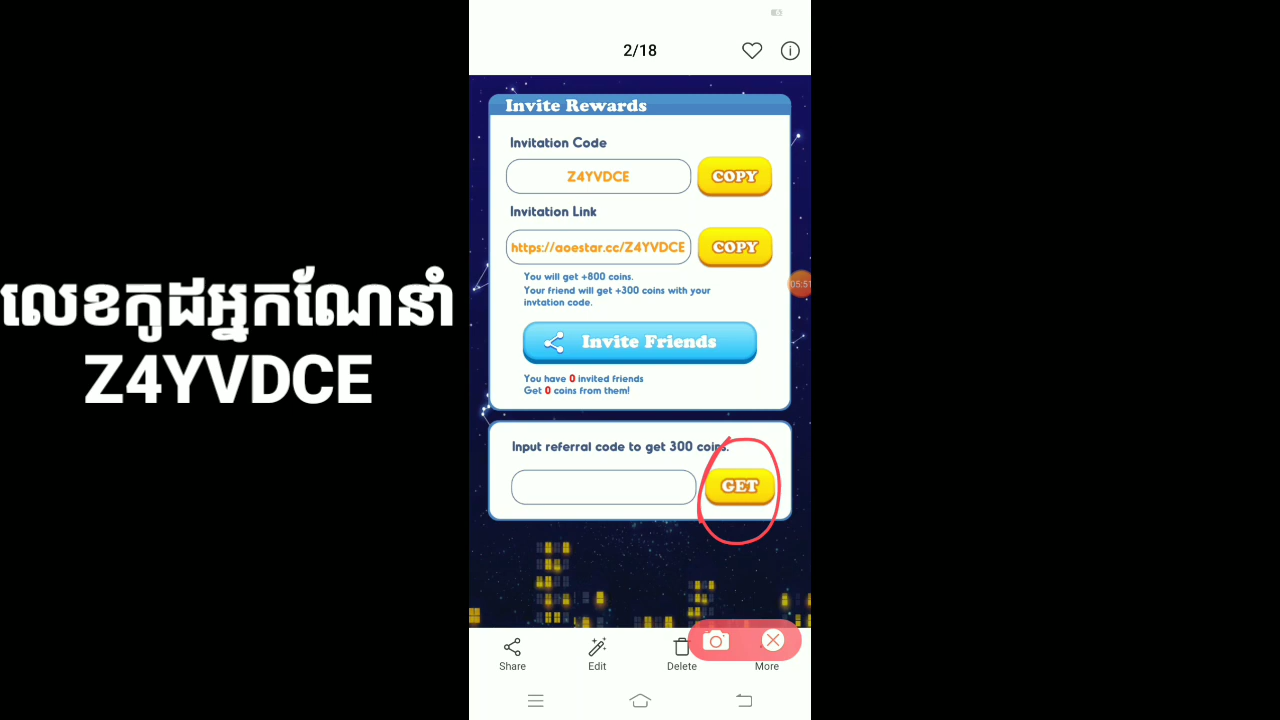 លេខកូដអ្នកណែនាំ
Z4YVDCE
2/18
Invite Rewards
Invitation Code
Z4YVDCE
COPY
Invitation Link
https://aoestar.cc/Z4YVDCE
COPY
You will get +800 coins.
Your friend will get +300 coins with your
invtation code.
Invite Friends
You have 0 invited friends
Get 0 coins from them!
05:51
Input referral code to get 300 coins.
GET
Share
Edit
Delete
More